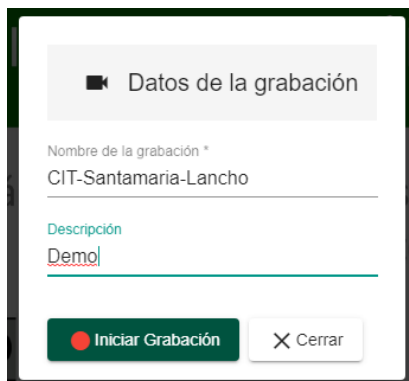 Datos de la grabación
Nombre de la grabación *
CIT-Santamaria-Lancho
Descripción
Demo
Iniciar Grabación
Cerrar